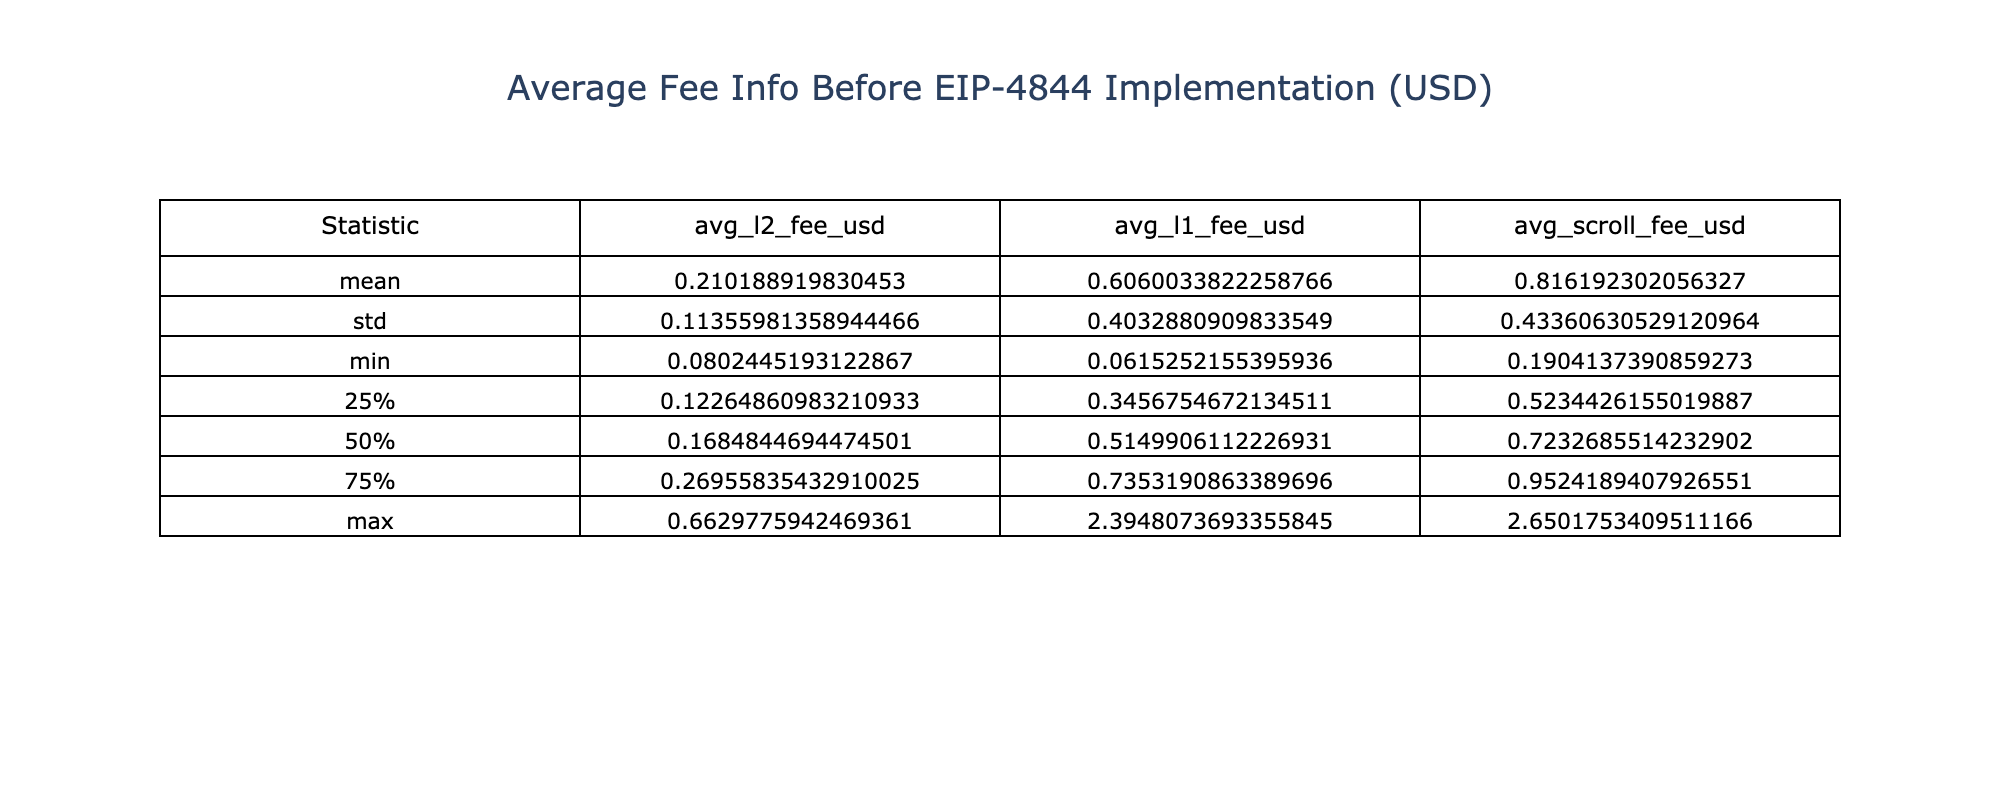 Average Fee Info Before EIP-4844 Implementation (USD)
Statistic avg_l2_fee_usd avg_l1_fee_usd avg_scroll_fee_usd
mean 0.210188919830453 0.6060033822258766 0.816192302056327
std 0.11355981358944466 0.4032880909833549 0.43360630529120964
min 0.0802445193122867 0.0615252155395936 0.1904137390859273
25% 0.12264860983210933 0.3456754672134511 0.5234426155019887
50% 0.1684844694474501 0.5149906112226931 0.7232685514232902
75% 0.26955835432910025 0.7353190863389696 0.9524189407926551
max 0.6629775942469361 2.3948073693355845 2.6501753409511166